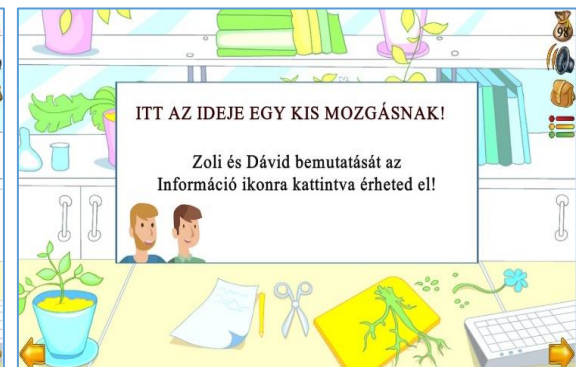 98
ITT AZ IDEJE EGY KIS MOZGÁSNAK!
Zoli és Dávid bemutatását az
Információ ikonra kattintva érheted el!